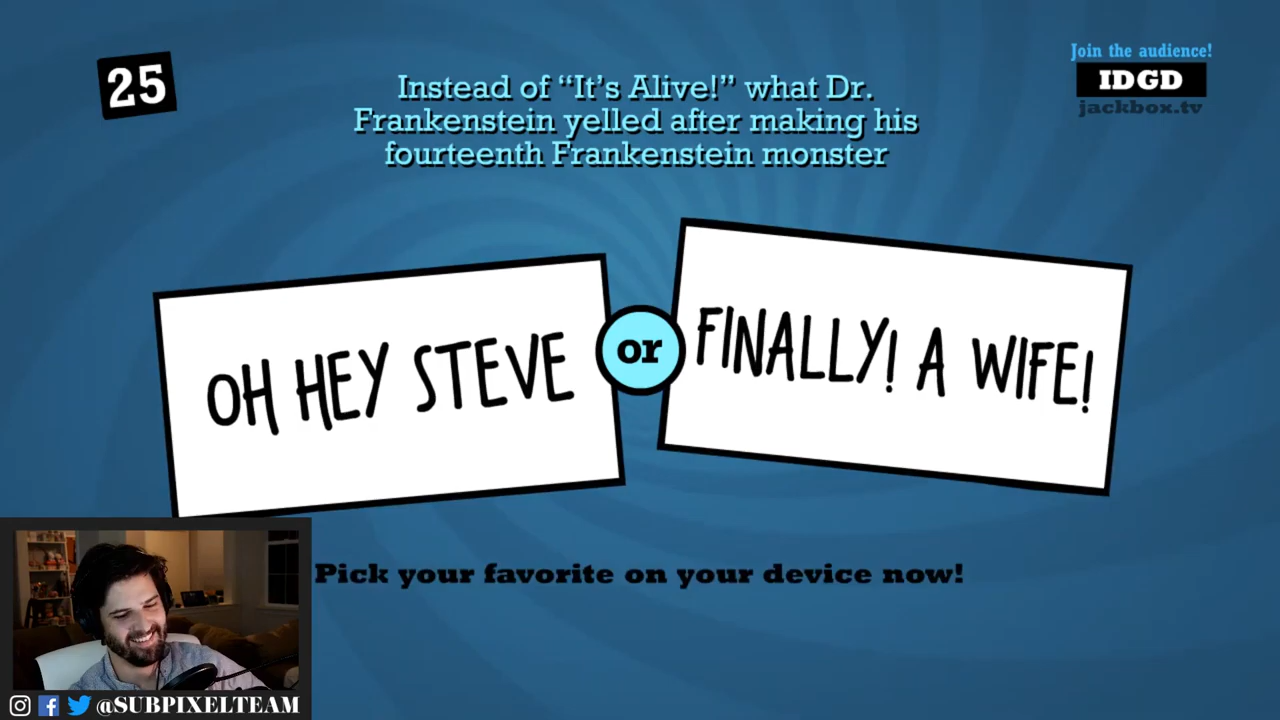 25
Instead of “It’s Alive!” what Dr.
Frankenstein yelled after making his
fourteenth Frankenstein monster
Join the audience!
IDGD
jackbox.tv
OH HEY STEVE
or
FINALLY! A WIFE!
Pick your favorite on your device now!
@SUBPIXELTEAM